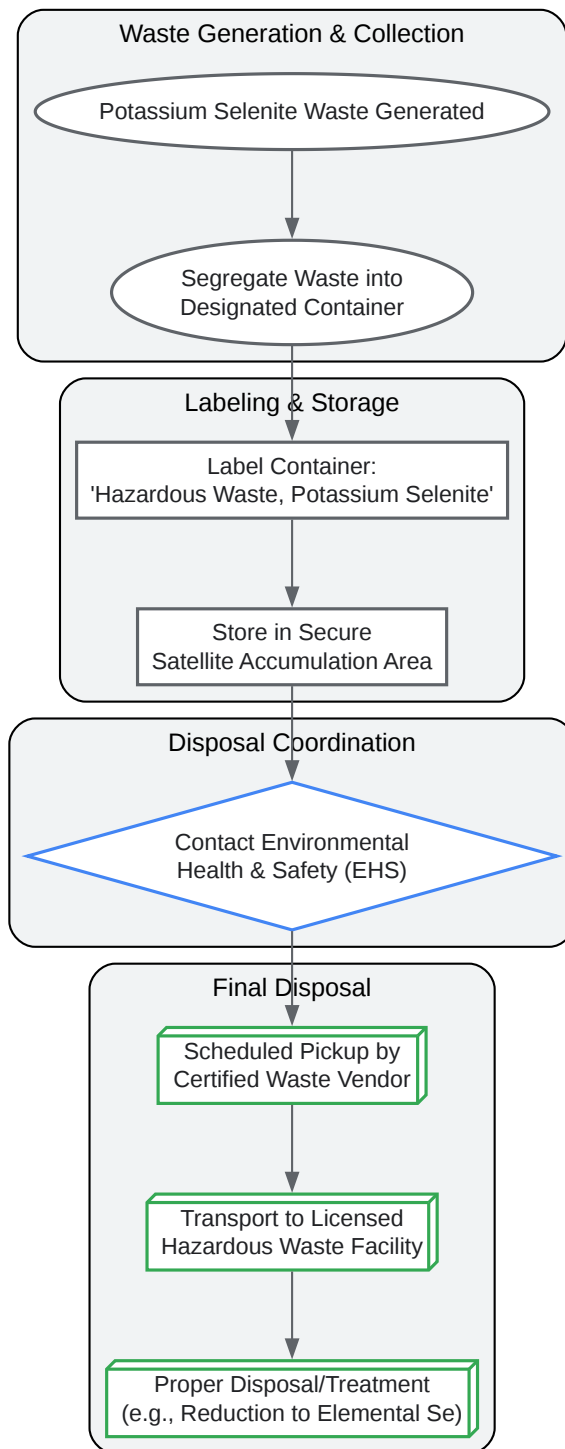 Waste Generation & Collection
Potassium Selenite Waste Generated
Segregate Waste into
Designated Container
Labeling & Storage
Label Container:
'Hazardous Waste, Potassium Selenite'
Store in Secure
Satellite Accumulation Area
Disposal Coordination
Contact Environmental
Health & Safety (EHS)
Final Disposal
Scheduled Pickup by
Certified Waste Vendor
Transport to Licensed
Hazardous Waste Facility
Proper Disposal/Treatment
(e.g., Reduction to Elemental Se)